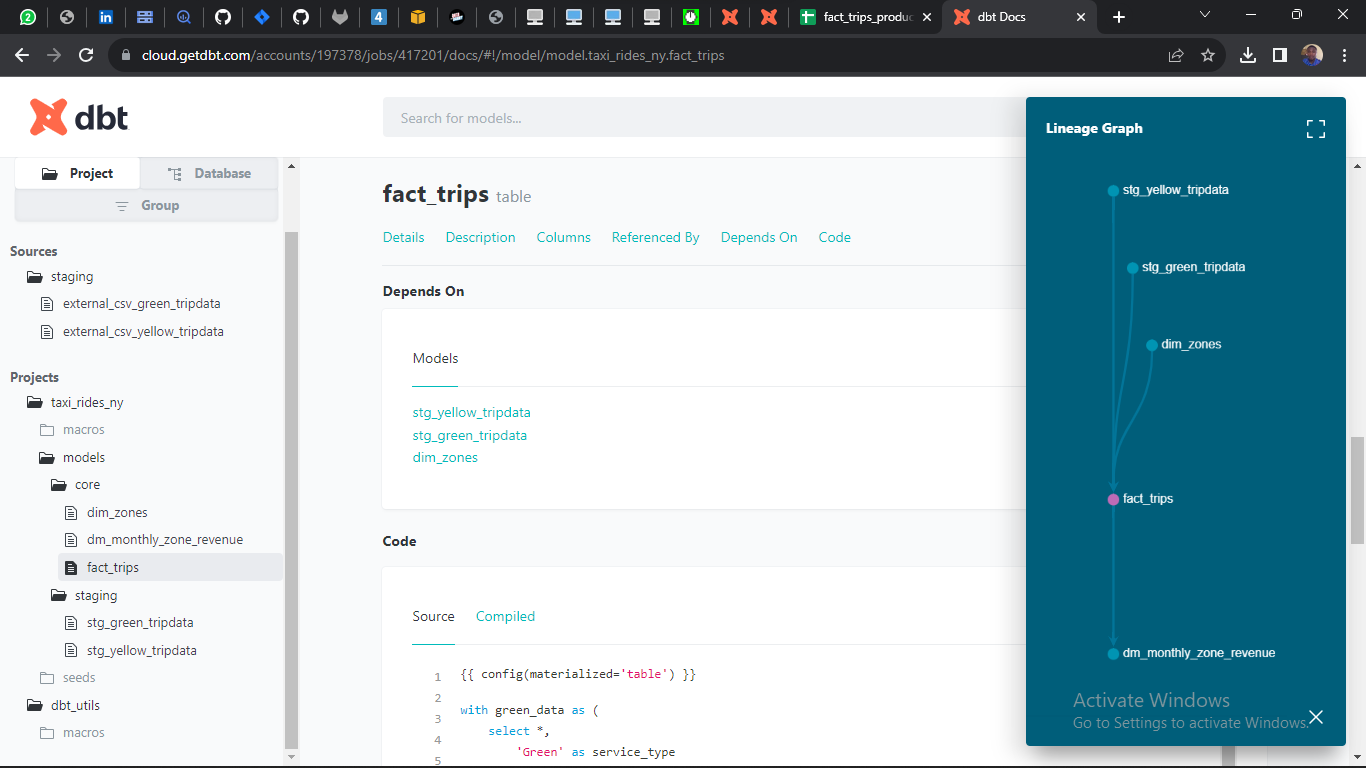 2
4
fact_trips_produc
dbt Docs
cloud.getdbt.com/accounts/197378/jobs/417201/docs/#!/model/model.taxi_rides_ny.fact_trips
dbt
Search for models...
Project
Database
Group
Sources
staging
external_csv_green_tripdata
external_csv_yellow_tripdata
Projects
taxi_rides_ny
macros
models
core
dim_zones
dm_monthly_zone_revenue
fact_trips
staging
stg_green_tripdata
stg_yellow_tripdata
seeds
dbt_utils
macros
fact_trips table
Details Description Columns Referenced By Depends On Code
Depends On
Models
stg_yellow_tripdata
stg_green_tripdata
dim_zones
Code
Source Compiled
1 {{ config(materialized='table') }}
2
3 with green_data as (
4 select *,
5 'Green' as service_type
Lineage Graph
stg_yellow_tripdata
stg_green_tripdata
dim_zones
fact_trips
dm_monthly_zone_revenue
Activate Windows
Go to Settings to activate Windows.